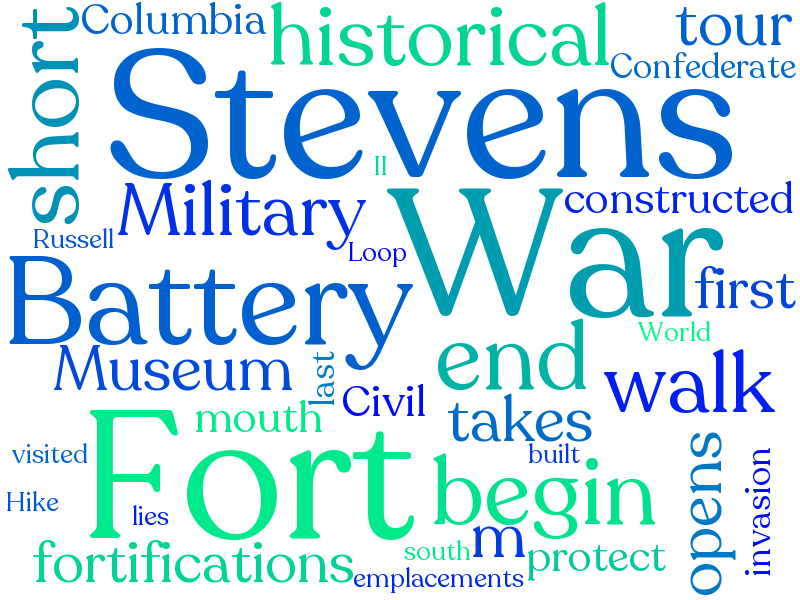 Columbia
historical
tour
short
Confederate
Stevens
II
Military
constructed
War
Russell
Loop
Battery
first
World
end
Museum
last
walk
Civil
mouth
takes
Fort
visited
built
opens
begin
invasion
Hike
lies
m
fortifications
south
protect
emplacements